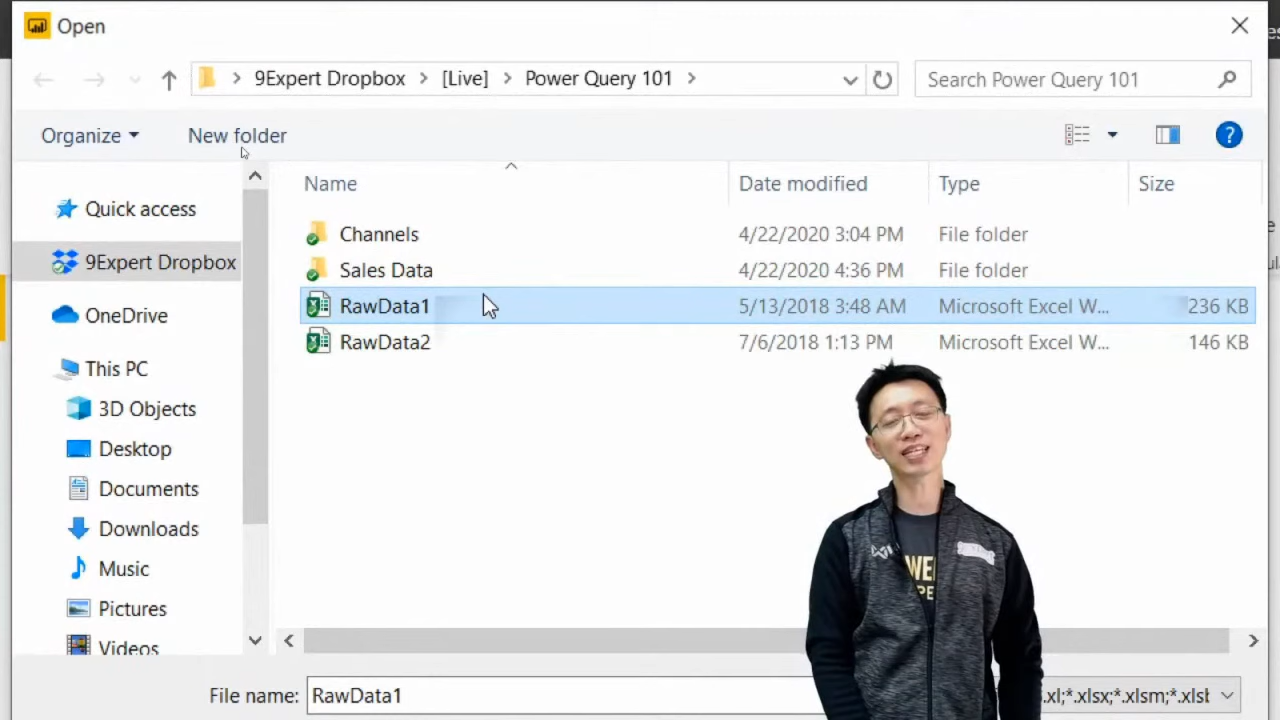 Open
9Expert Dropbox [Live] Power Query 101
Search Power Query 101
Organize New folder
Name Date modified Type Size
Quick access
9Expert Dropbox
OneDrive
This PC
3D Objects
Desktop
Documents
Downloads
Music
Pictures
Videos
Channels 4/22/2020 3:04 PM File folder
Sales Data 4/22/2020 4:36 PM File folder
RawData1 5/13/2018 3:48 AM Microsoft Excel W... 236 KB
RawData2 7/6/2018 1:13 PM Microsoft Excel W... 146 KB
File name: RawData1
.xl;*.xlsx;*.xlsm;*.xlsb